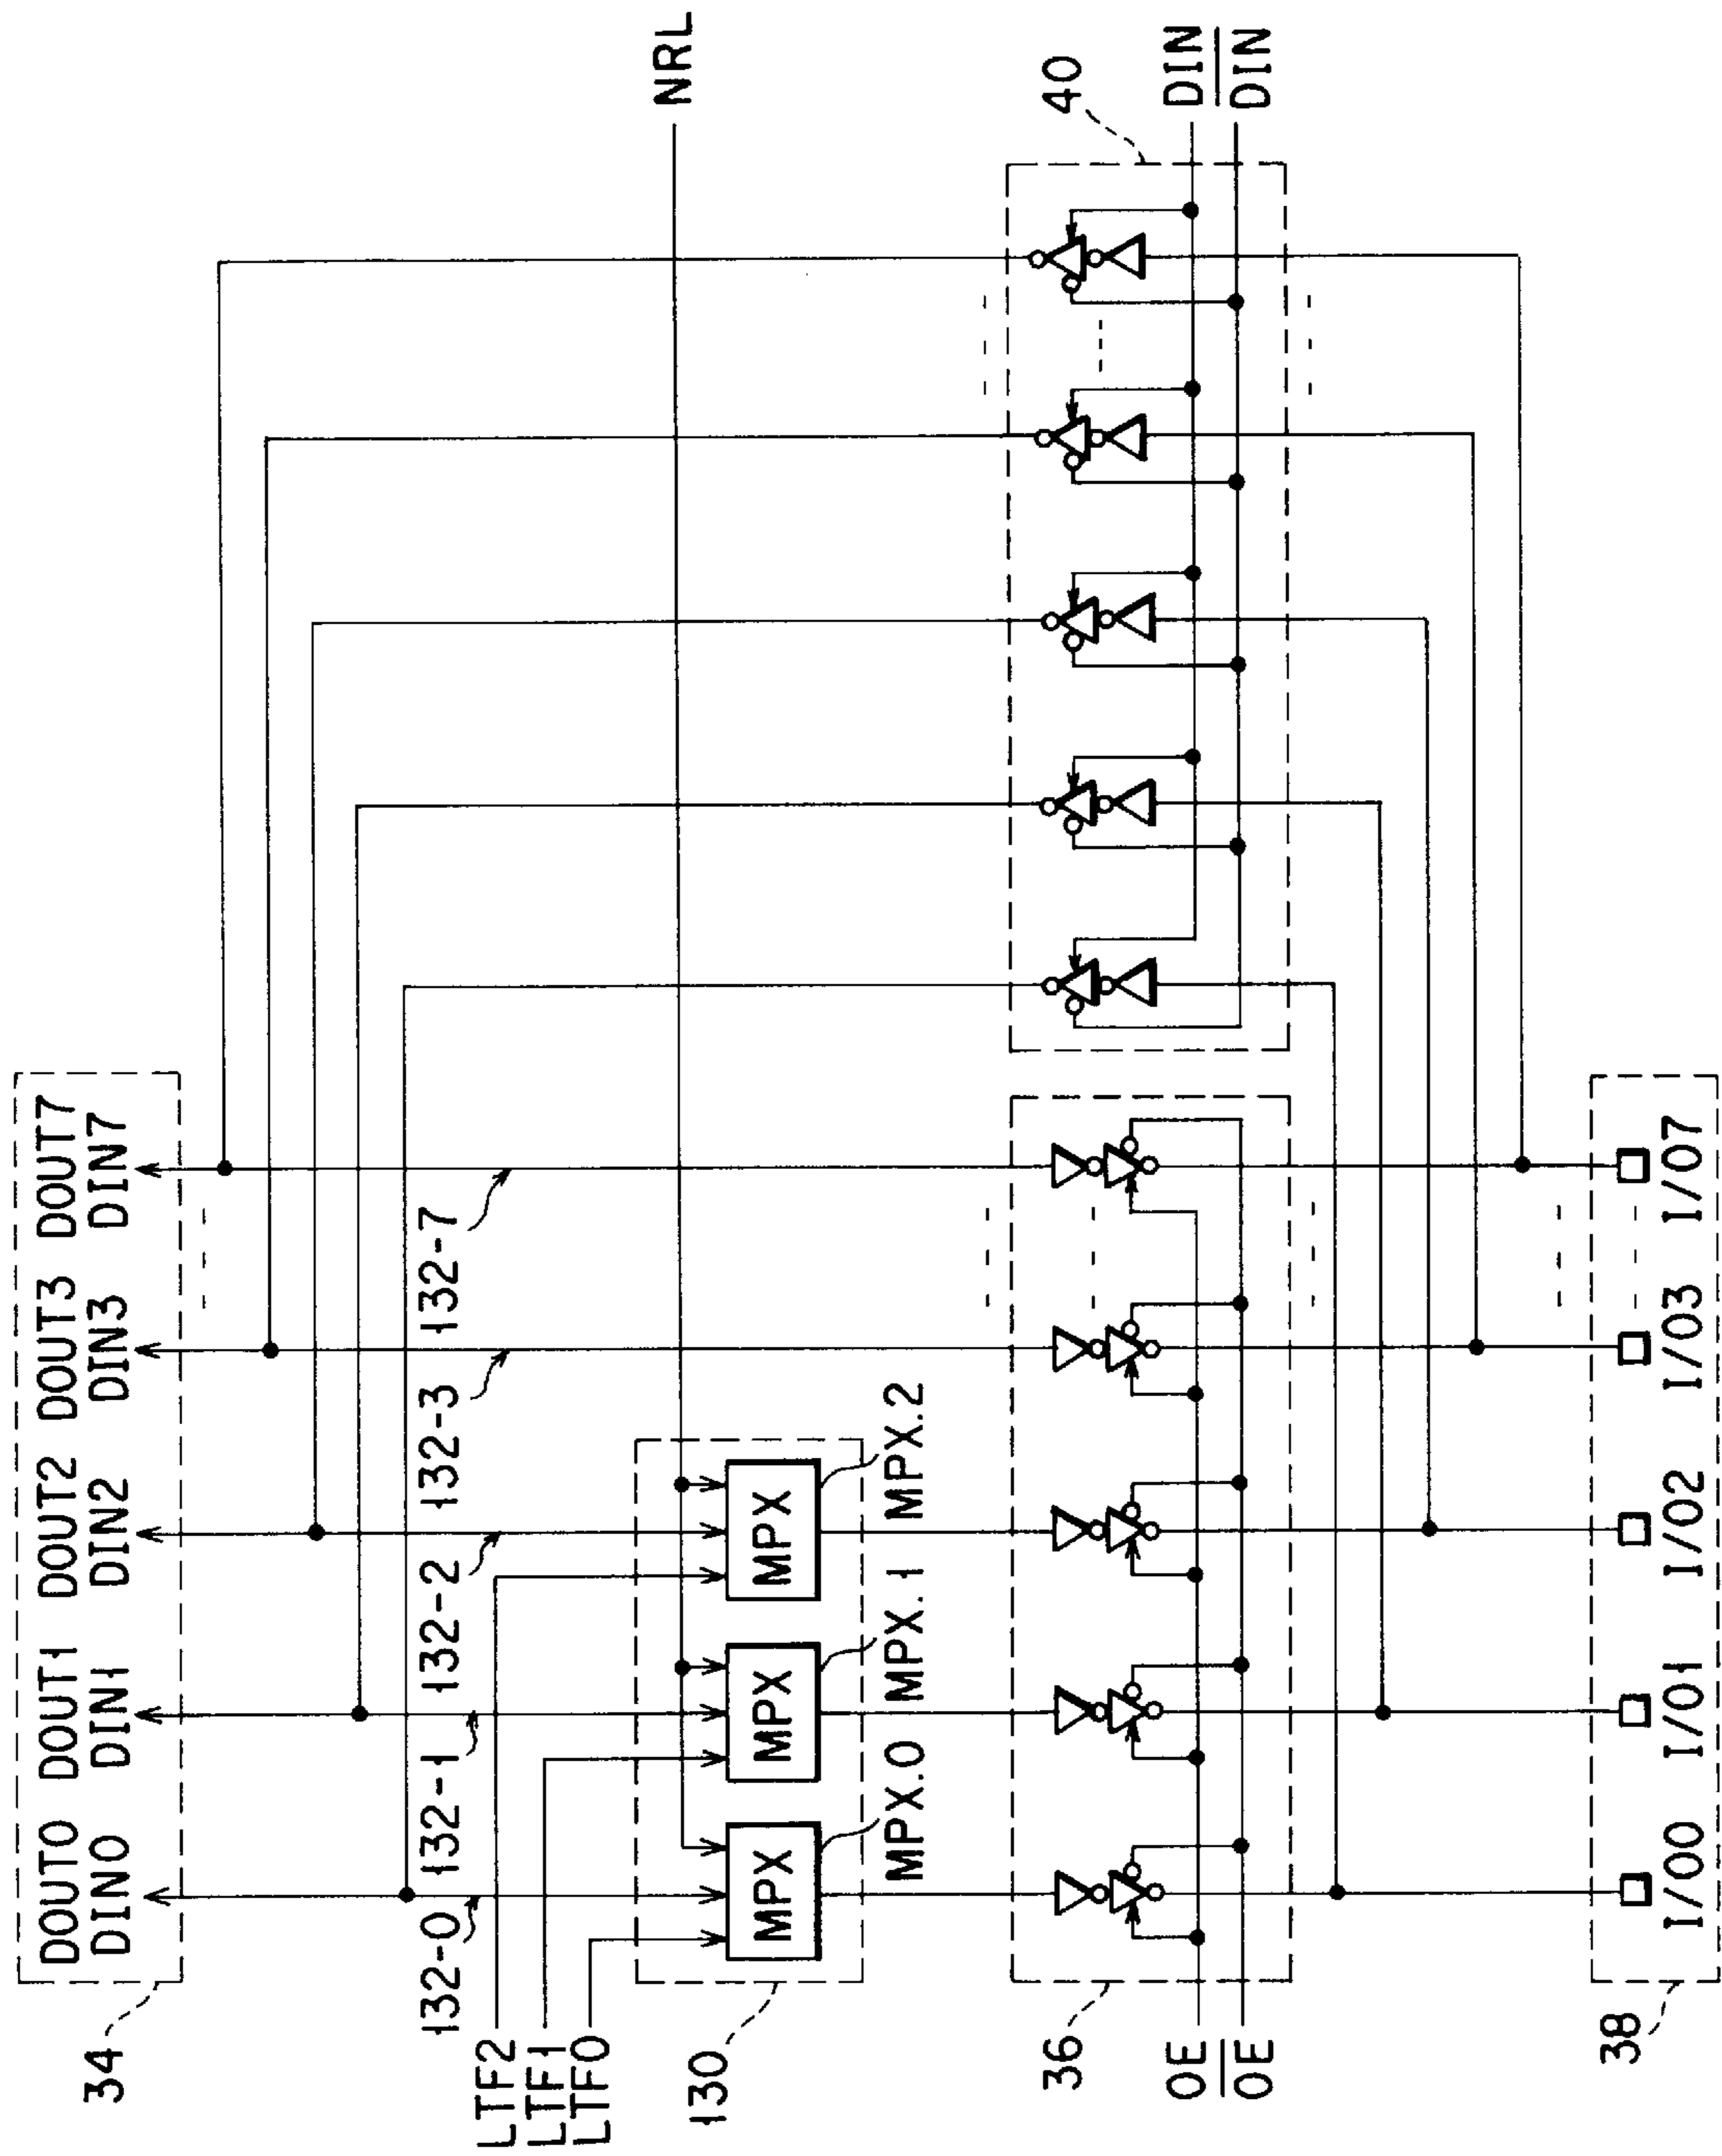 DOUT0 DOUT1 DOUT2 DOUT3 DOUT7
DIN0 DIN1 DIN2 DIN3 DIN7
34
132-0 132-1 132-2 132-3 132-7
LTF2
LTF1
LTF0
NRL
130
MPX MPX MPX
MPX.0 MPX.1 MPX.2
36
40
OE
OE
DIN
DIN
38
I/00 I/01 I/02 I/03 I/07